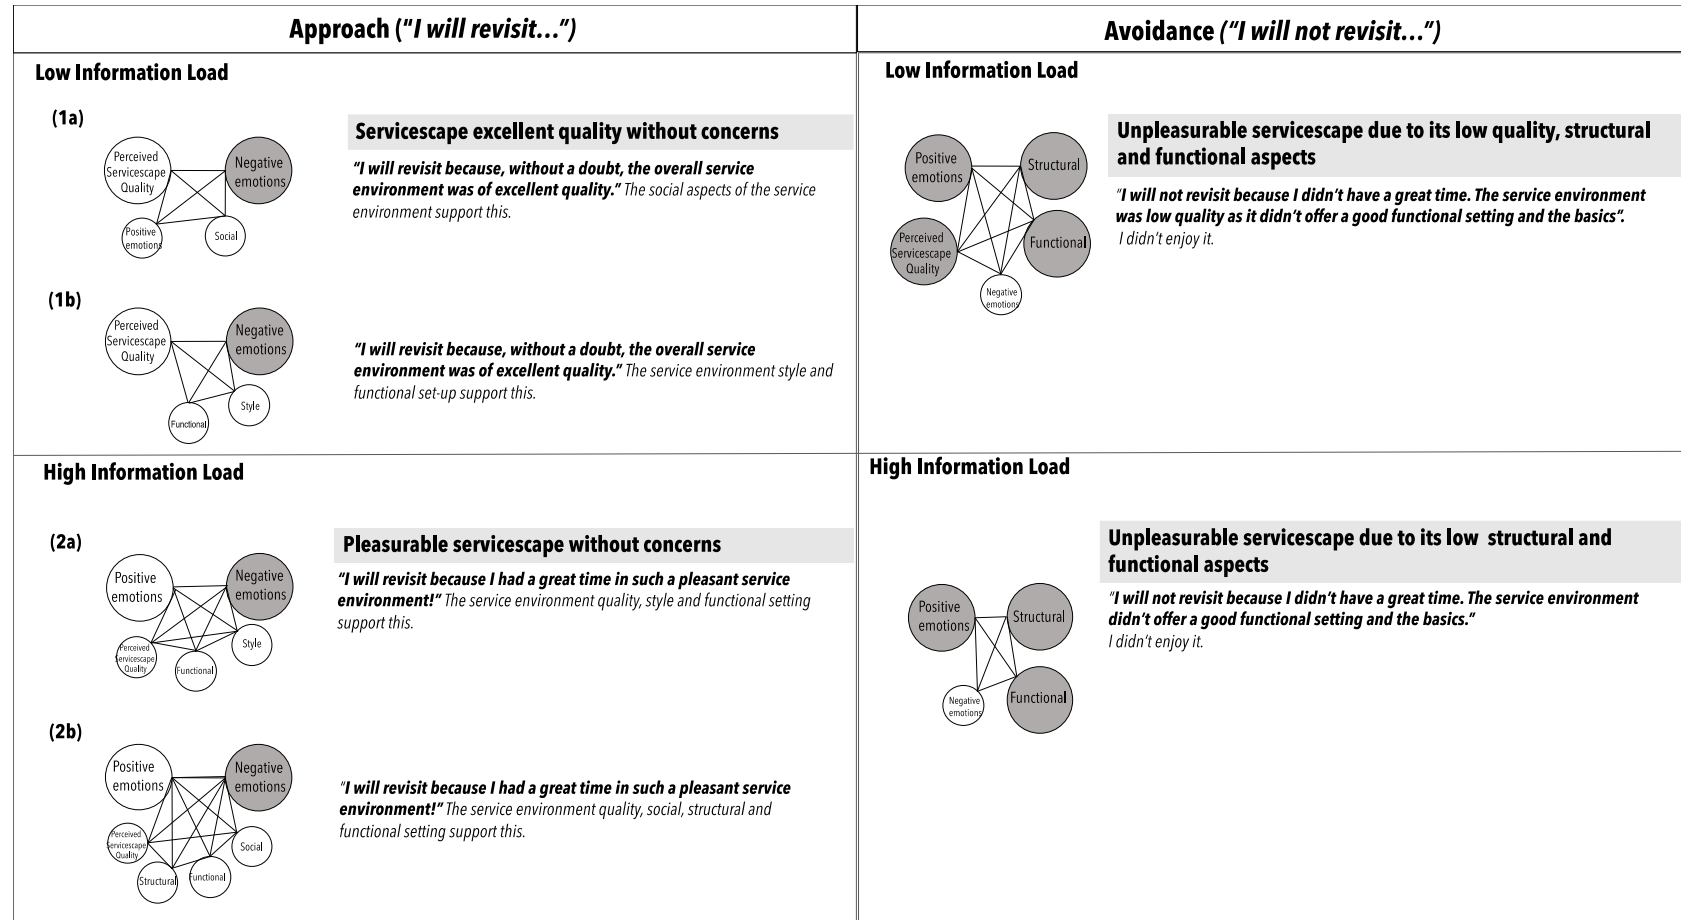 Approach ("I will revisit…")
Avoidance ("I will not revisit…")
Low Information Load
(1a)
Perceived
Servicescape
Quality
Negative
emotions
Positive
emotions
Social
Servicescape excellent quality without concerns
"I will revisit because, without a doubt, the overall service
environment was of excellent quality." The social aspects of the service
environment support this.
(1b)
Perceived
Servicescape
Quality
Negative
emotions
Functional
Style
"I will revisit because, without a doubt, the overall service
environment was of excellent quality." The service environment style and
functional set-up support this.
Low Information Load
Positive
emotions
Structural
Perceived
Servicescape
Quality
Functional
Negative
emotions
Unpleasurable servicescape due to its low quality, structural
and functional aspects
"I will not revisit because I didn't have a great time. The service environment
was low quality as it didn't offer a good functional setting and the basics".
I didn't enjoy it.
High Information Load
(2a)
Positive
emotions
Negative
emotions
Perceived
Servicescape
Quality
Functional
Style
Pleasurable servicescape without concerns
"I will revisit because I had a great time in such a pleasant service
environment!" The service environment quality, style and functional setting
support this.
(2b)
Positive
emotions
Negative
emotions
Perceived
Servicescape
Quality
Structural
Functional
Social
"I will revisit because I had a great time in such a pleasant service
environment!" The service environment quality, social, structural and
functional setting support this.
High Information Load
Positive
emotions
Structural
Negative
emotions
Functional
Unpleasurable servicescape due to its low structural and
functional aspects
"I will not revisit because I didn't have a great time. The service environment
didn't offer a good functional setting and the basics."
I didn't enjoy it.